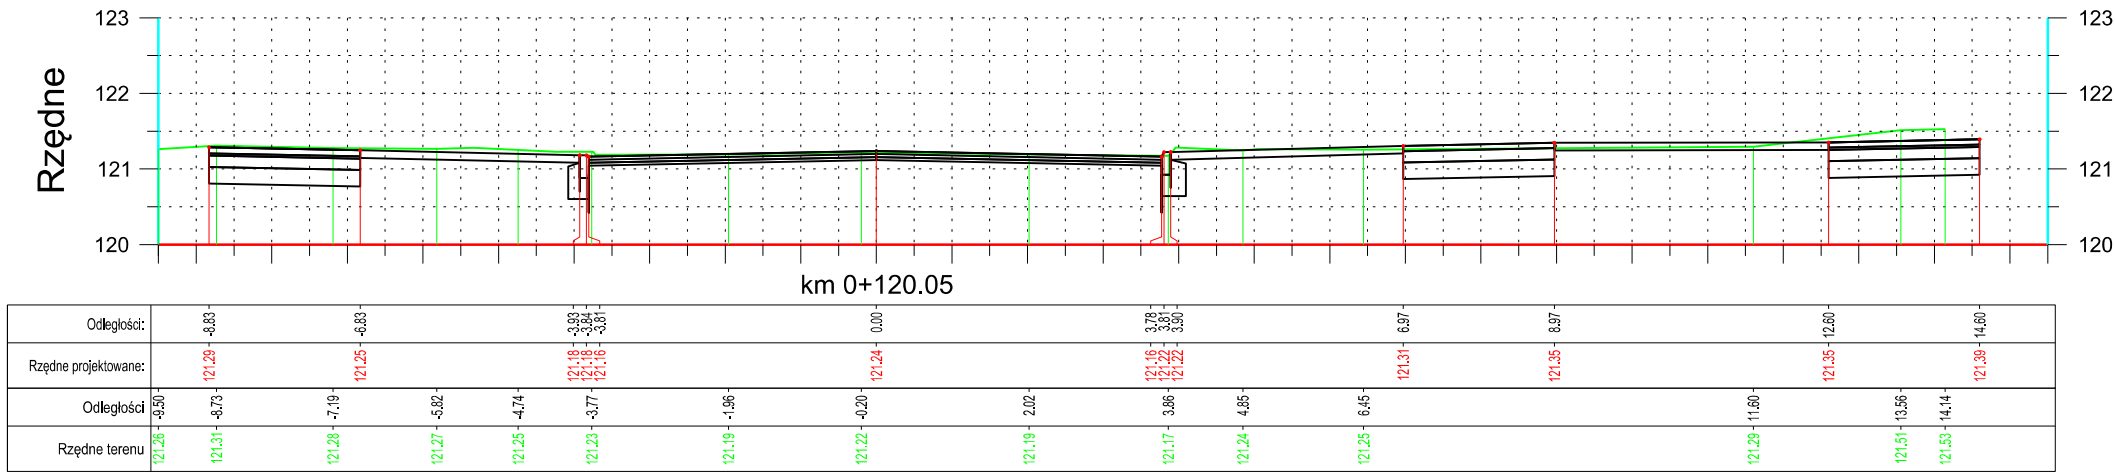 123 123
Rzędne
122 122
121 121
120 120
km 0+120.05
Odległości: -8.83 -6.83 -3.93 -3.84 -3.81 0.00 3.78 3.81 3.90 6.97 8.97 12.60 14.60
Rzędne projektowane: 121.29 121.25 121.18 121.18 121.16 121.24 121.16 121.22 121.22 121.31 121.35 121.35 121.39
Odległości -9.50 -8.73 -7.19 -5.82 -4.74 -3.77 -1.96 -0.20 2.02 3.86 4.85 6.45 11.60 13.56 14.14
Rzędne terenu 121.26 121.31 121.28 121.27 121.25 121.23 121.19 121.22 121.19 121.17 121.24 121.25 121.29 121.51 121.53